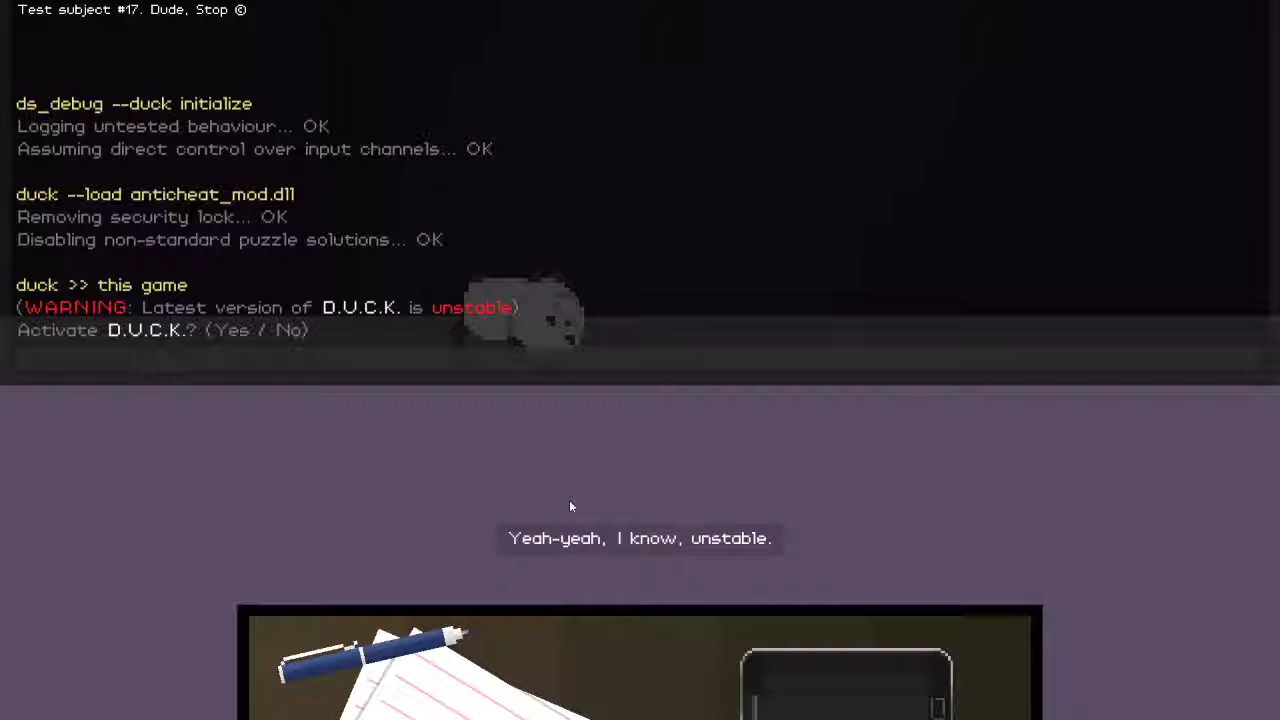 Test subject #17. Dude, Stop ©
ds_debug --duck initialize
Logging untested behaviour... OK
Assuming direct control over input channels... OK
duck --load anticheat_mod.dll
Removing security lock... OK
Disabling non-standard puzzle solutions... OK
duck >> this game
(WARNING: Latest version of D.U.C.K. is unstable)
Activate D.U.C.K.? (Yes / No)
Yeah-yeah, I know, unstable.